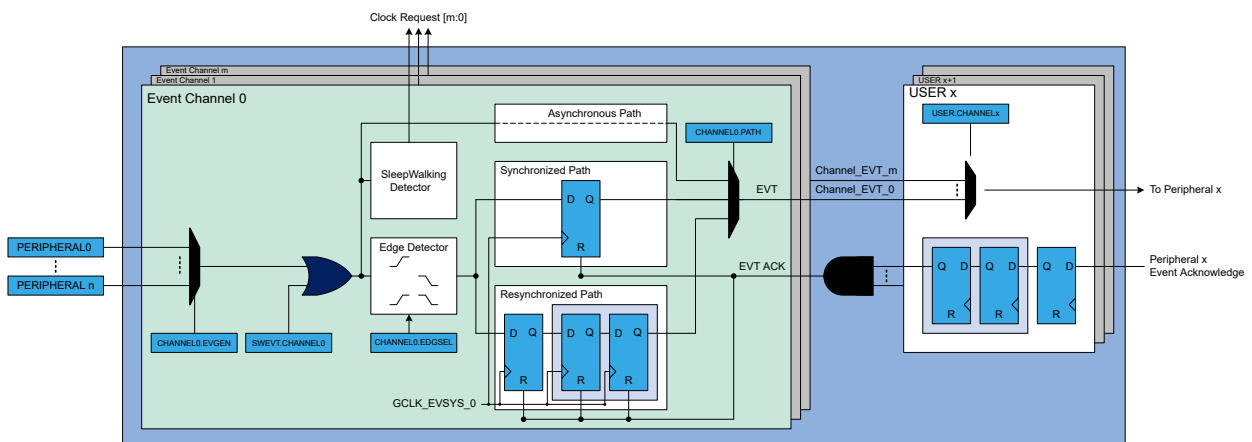 Clock Request [m:0]
Event Channel m
Event Channel 1
Event Channel 0
USER x+1
USER x
Asynchronous Path
CHANNEL0.PATH
USER.CHANNELx
SleepWalking
Detector
Synchronized Path
D Q
R
EVT
Channel_EVT_m
Channel_EVT_0
To Peripheral x
PERIPHERAL0
PERIPHERAL n
Edge Detector
EVT ACK
Q D
R
Q D
R
Q D
R
Peripheral x
Event Acknowledge
Resynchronized Path
D Q
R
D Q
R
D Q
R
CHANNEL0.EVGEN
SWEVT.CHANNEL0
CHANNEL0.EDGSEL
GCLK_EVSYS_0